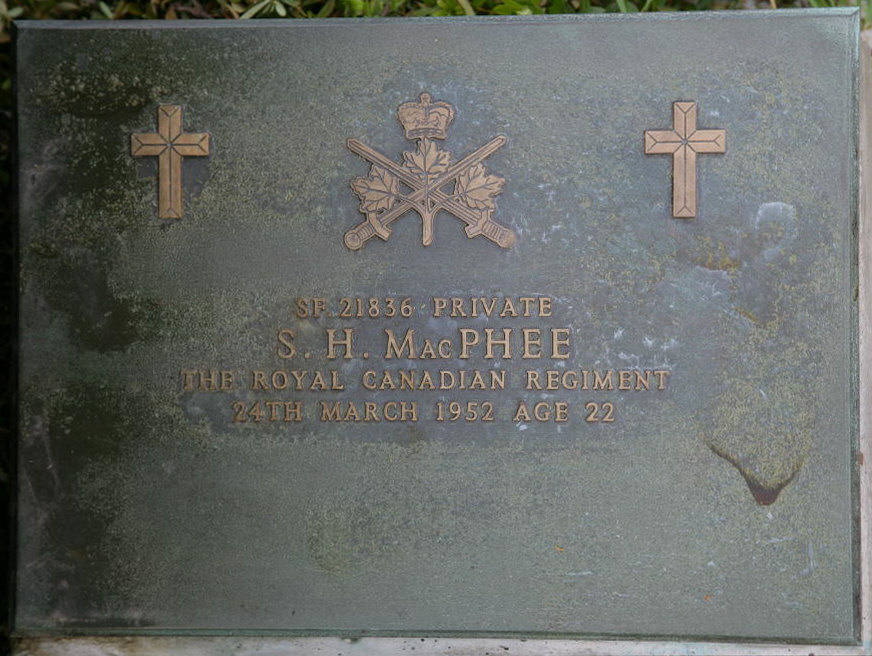 SF 21836 PRIVATE
S. H. MacPHEE
THE ROYAL CANADIAN REGIMENT
24TH MARCH 1952 AGE 22